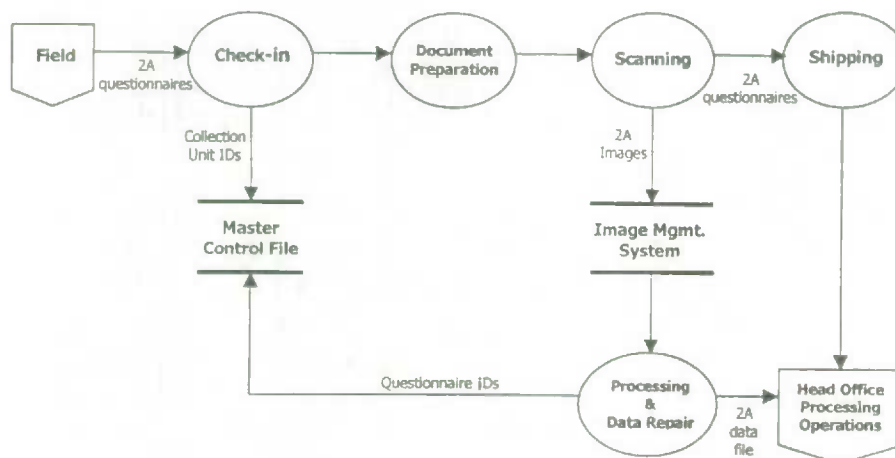 Field
2A
questionnaires
Check-in
Document
Preparation
Scanning
2A
questionnaires
Shipping
Collection
Unit IDs
2A
Images
Master
Control File
Image Mgmt.
System
Questionnaire IDs
Processing
&
Data Repair
2A
data
file
Head Office
Processing
Operations